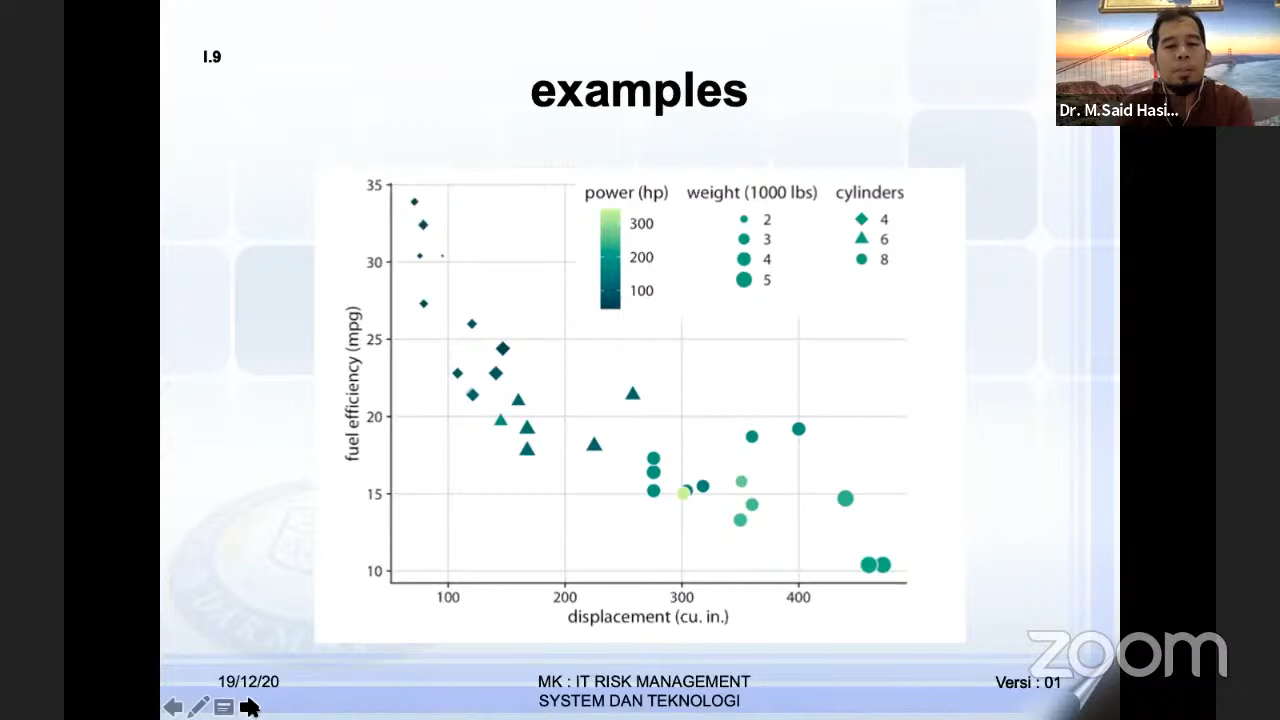 I.9
Dr. M.Said Hasi...
examples
35
30
25
20
15
10
fuel efficiency (mpg)
power (hp)
300
200
100
weight (1000 lbs)
2
3
4
5
cylinders
4
6
8
100 200 300 400
displacement (cu. in.)
zoom
19/12/20
MK : IT RISK MANAGEMENT
SYSTEM DAN TEKNOLOGI
Versi : 01